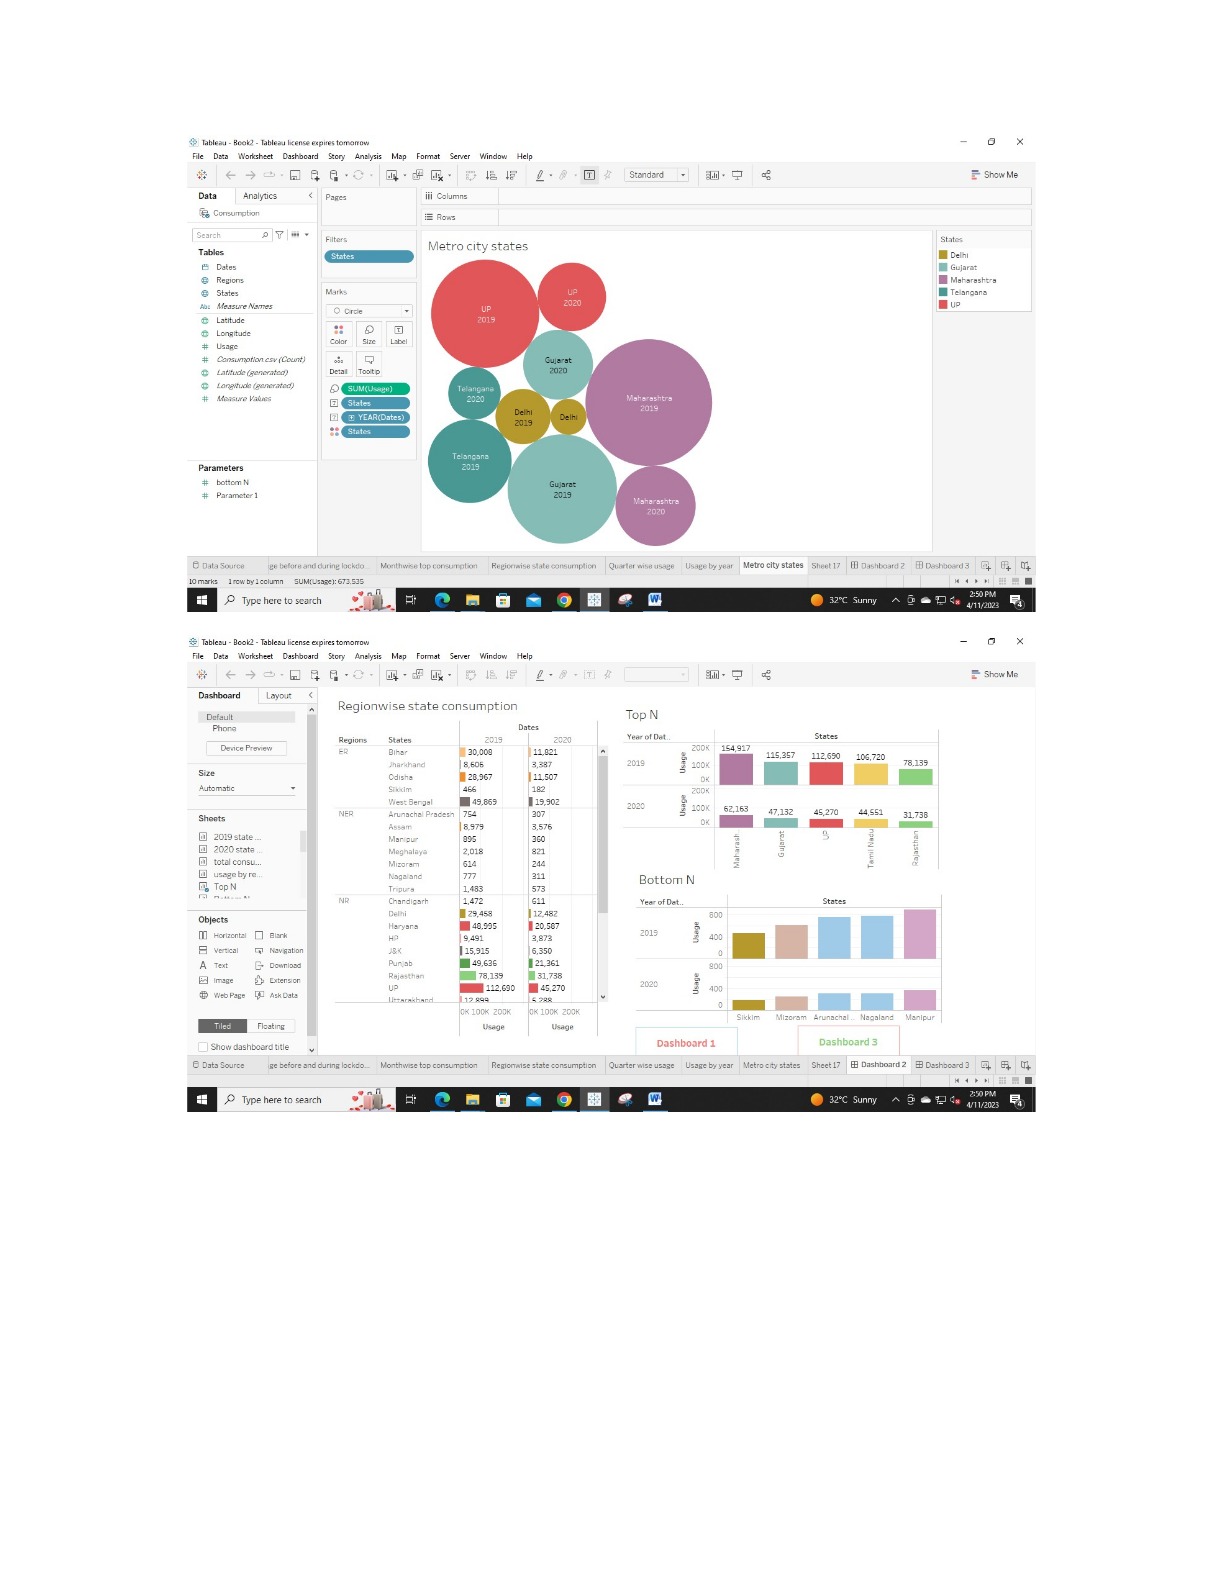 Tableau - Book2 - Tableau license expires tomorrow
File Data Worksheet Dashboard Story Analysis Map Format Server Window Help
Standard
Show Me
Data Analytics
Consumption
Search
Tables
Dates
Regions
States
Abc Measure Names
Latitude
Longitude
Usage
Consumption.csv (Count)
Latitude (generated)
Longitude (generated)
Measure Values
Parameters
bottom N
Parameter 1
Pages
Filters
States
Marks
Circle
Color Size Label
Detail Tooltip
SUM(Usage)
States
YEAR(Dates)
States
Columns
Rows
Metro city states
UP
2019
UP
2020
Gujarat
2020
Telangana
2020
Delhi
2019
Delhi
Maharashtra
2019
Telangana
2019
Gujarat
2019
Maharashtra
2020
States
Delhi
Gujarat
Maharashtra
Telangana
UP
Data Source ge before and during lockdo... Monthwise top consumption Regionwise state consumption Quarter wise usage Usage by year Metro city states Sheet 17 Dashboard 2 Dashboard 3
10 marks 1 row by 1 column SUM(Usage): 673,535
Type here to search
32°C Sunny
2:50 PM
4/11/2023
4
Tableau - Book2 - Tableau license expires tomorrow
File Data Worksheet Dashboard Story Analysis Map Format Server Window Help
Show Me
Dashboard Layout
Default
Phone
Device Preview
Size
Automatic
Sheets
2019 state ...
2020 state ...
total consu...
usage by re...
Top N
Objects
Horizontal Blank
Vertical Navigation
Text Download
Image Extension
Web Page Ask Data
Tiled Floating
Show dashboard title
Regionwise state consumption
Dates
Regions States 2019 2020
ER Bihar 30,008 11,821
Jharkhand 8,606 3,387
Odisha 28,967 11,507
Sikkim 466 182
West Bengal 49,869 19,902
NER Arunachal Pradesh 754 307
Assam 8,979 3,576
Manipur 895 360
Meghalaya 2,018 821
Mizoram 614 244
Nagaland 777 311
Tripura 1,483 573
NR Chandigarh 1,472 611
Delhi 29,458 12,482
Haryana 48,995 20,587
HP 9,491 3,873
J&K 15,915 6,350
Punjab 49,636 21,361
Rajasthan 78,139 31,738
UP 112,690 45,270
Uttarakhand 12,899 5,288
0K 100K 200K 0K 100K 200K
Usage Usage
Top N
Year of Dat.. States
2019 Usage 200K 100K 0K 154,917 115,357 112,690 106,720 78,139
2020 Usage 200K 100K 0K 62,163 47,132 45,270 44,551 31,738
Maharash.. Gujarat UP Tamil Nadu Rajasthan
Bottom N
Year of Dat.. States
2019 Usage 800 400 0
2020 Usage 800 400 0
Sikkim Mizoram Arunachal .. Nagaland Manipur
Dashboard 1 Dashboard 3
Data Source ge before and during lockdo... Monthwise top consumption Regionwise state consumption Quarter wise usage Usage by year Metro city states Sheet 17 Dashboard 2 Dashboard 3
Type here to search
32°C Sunny
2:50 PM
4/11/2023
4